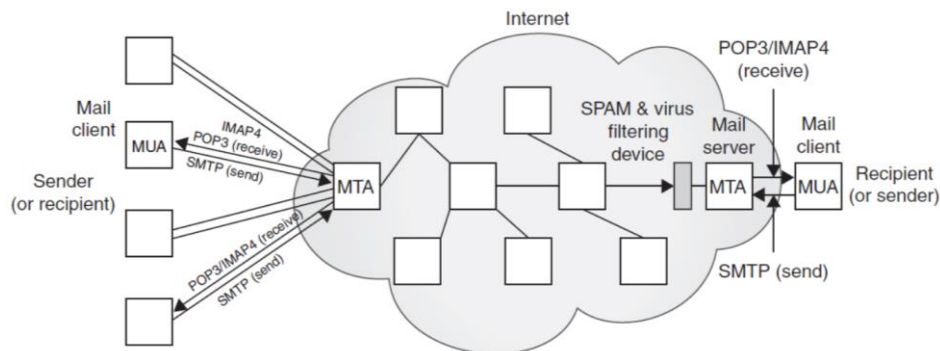 Internet
POP3/IMAP4
(receive)
Mail
client
MUA
IMAP4
POP3 (receive)
SMTP (send)
SPAM & virus
filtering
device
Mail
server
Mail
client
Sender
(or recipient)
MTA
MTA
MUA
Recipient
(or sender)
POP3/IMAP4 (receive)
SMTP (send)
SMTP (send)